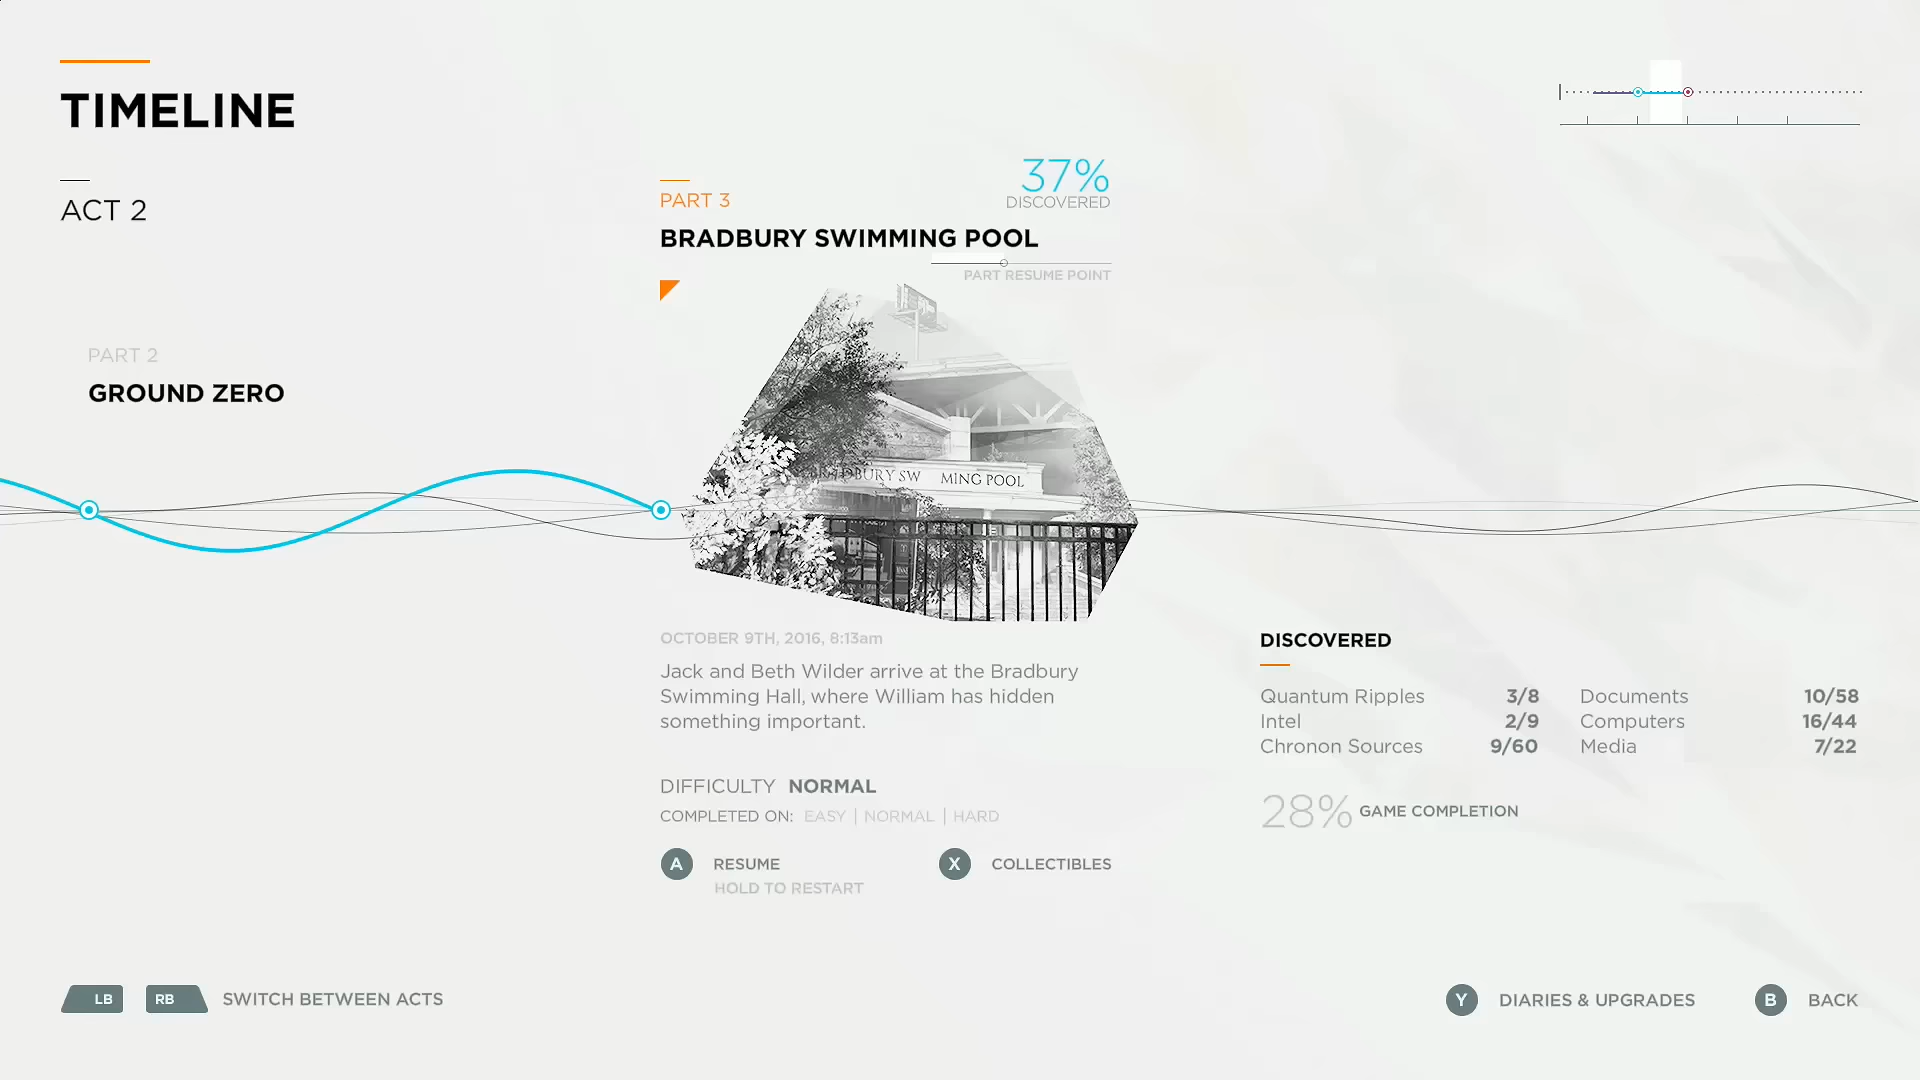 TIMELINE
ACT 2
PART 2
GROUND ZERO
PART 3
37%
DISCOVERED
BRADBURY SWIMMING POOL
PART RESUME POINT
BRADBURY SW MING POOL
OCTOBER 9TH, 2016, 8:13am
Jack and Beth Wilder arrive at the Bradbury
Swimming Hall, where William has hidden
something important.
DIFFICULTY NORMAL
COMPLETED ON: EASY | NORMAL | HARD
A RESUME
HOLD TO RESTART
X COLLECTIBLES
DISCOVERED
Quantum Ripples 3/8
Intel 2/9
Chronon Sources 9/60
Documents 10/58
Computers 16/44
Media 7/22
28% GAME COMPLETION
LB RB SWITCH BETWEEN ACTS
Y DIARIES & UPGRADES
B BACK